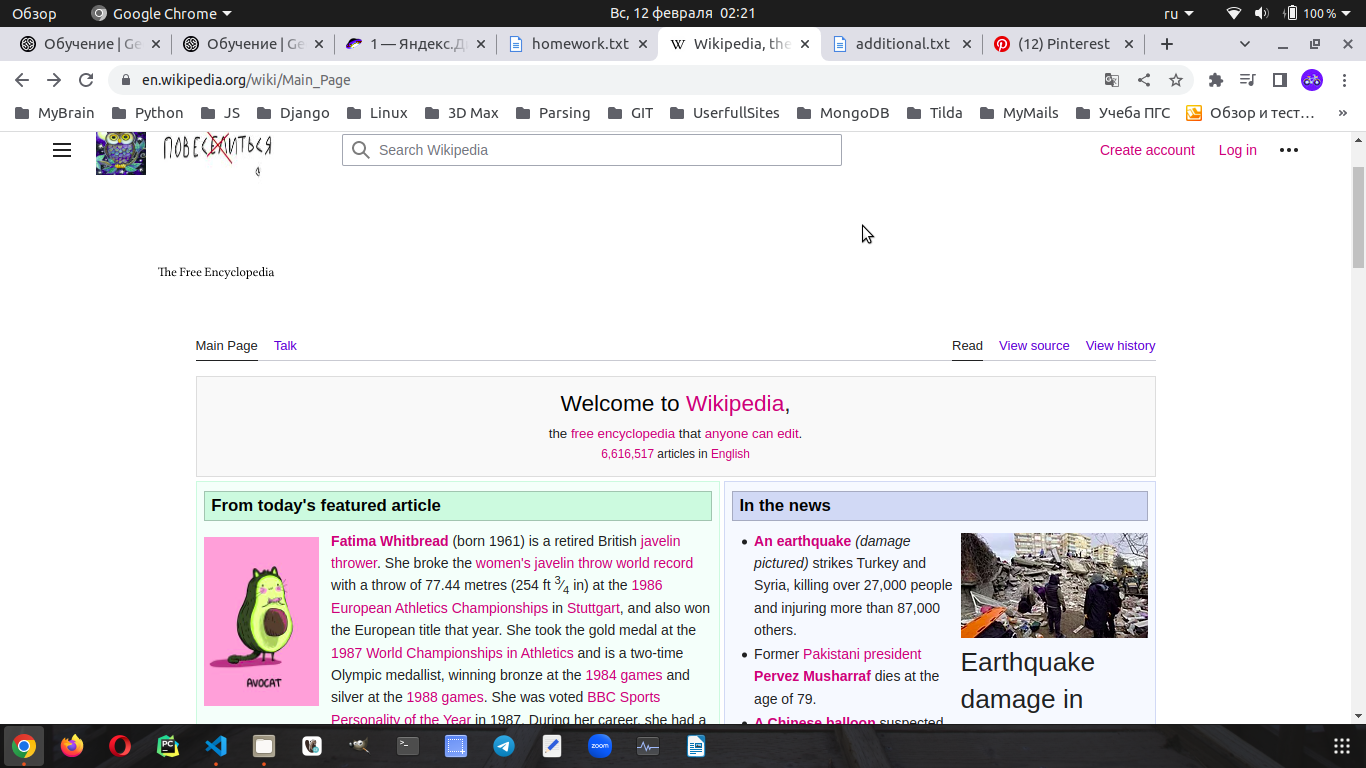 Обзор
Google Chrome
Вс, 12 февраля 02:21
ru
100 %
Обучение | Ge
Обучение | Ge
1 — Яндекс.Д
homework.txt
Wikipedia, the
additional.txt
(12) Pinterest
en.wikipedia.org/wiki/Main_Page
MyBrain
Python
JS
Django
Linux
3D Max
Parsing
GIT
UserfullSites
MongoDB
Tilda
MyMails
Учеба ПГС
Обзор и тест…
»
ПОВЕСЕЛИТЬСЯ
Search Wikipedia
Create account
Log in
The Free Encyclopedia
Main Page
Talk
Read
View source
View history
Welcome to Wikipedia,
the free encyclopedia that anyone can edit.
6,616,517 articles in English
From today's featured article
AVOCAT
Fatima Whitbread (born 1961) is a retired British javelin
thrower. She broke the women's javelin throw world record
with a throw of 77.44 metres (254 ft 3⁄4 in) at the 1986
European Athletics Championships in Stuttgart, and also won
the European title that year. She took the gold medal at the
1987 World Championships in Athletics and is a two-time
Olympic medallist, winning bronze at the 1984 games and
silver at the 1988 games. She was voted BBC Sports
Personality of the Year in 1987. During her career, she had a
In the news
• An earthquake (damage
pictured) strikes Turkey and
Syria, killing over 27,000 people
and injuring more than 87,000
others.
• Former Pakistani president
Pervez Musharraf dies at the
age of 79.
• A Chinese balloon suspected
Earthquake
damage in
PC
zoom